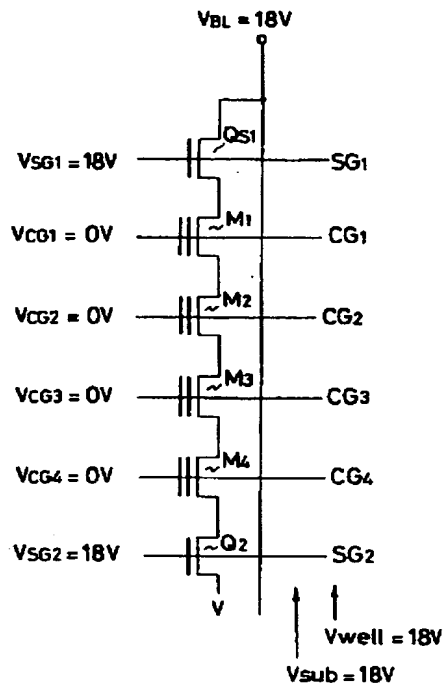 VBL = 18V
QS1
VSG1 = 18V
SG1
M1
VCG1 = 0V
CG1
M2
VCG2 = 0V
CG2
M3
VCG3 = 0V
CG3
M4
VCG4 = 0V
CG4
Q2
VSG2 = 18V
SG2
V
Vwell = 18V
Vsub = 18V